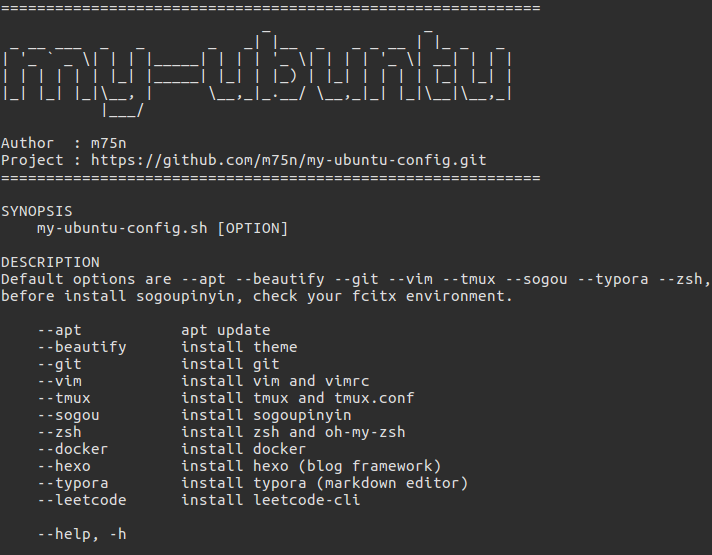 ============================================================
my-ubuntu
Author  : m75n
Project : https://github.com/m75n/my-ubuntu-config.git
============================================================
SYNOPSIS
my-ubuntu-config.sh [OPTION]
DESCRIPTION
Default options are --apt --beautify --git --vim --tmux --sogou --typora --zsh,
before install sogoupinyin, check your fcitx environment.
--apt           apt update
--beautify      install theme
--git           install git
--vim           install vim and vimrc
--tmux          install tmux and tmux.conf
--sogou         install sogoupinyin
--zsh           install zsh and oh-my-zsh
--docker        install docker
--hexo          install hexo (blog framework)
--typora        install typora (markdown editor)
--leetcode      install leetcode-cli
--help, -h